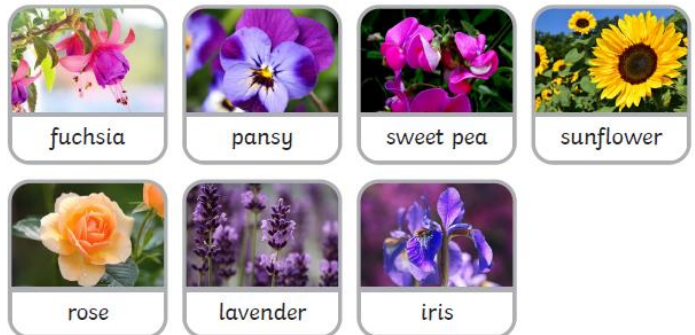 fuchsia
pansy
sweet pea
sunflower
rose
lavender
iris